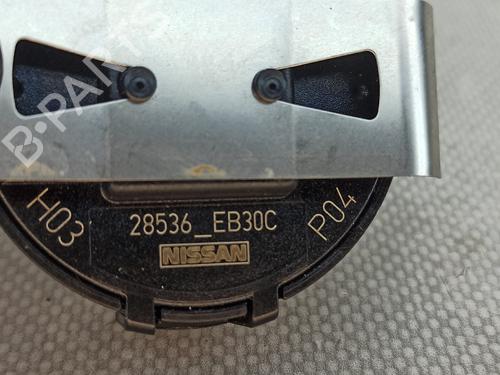 B-PARTS
H03
28536_EB30C
P04
NISSAN